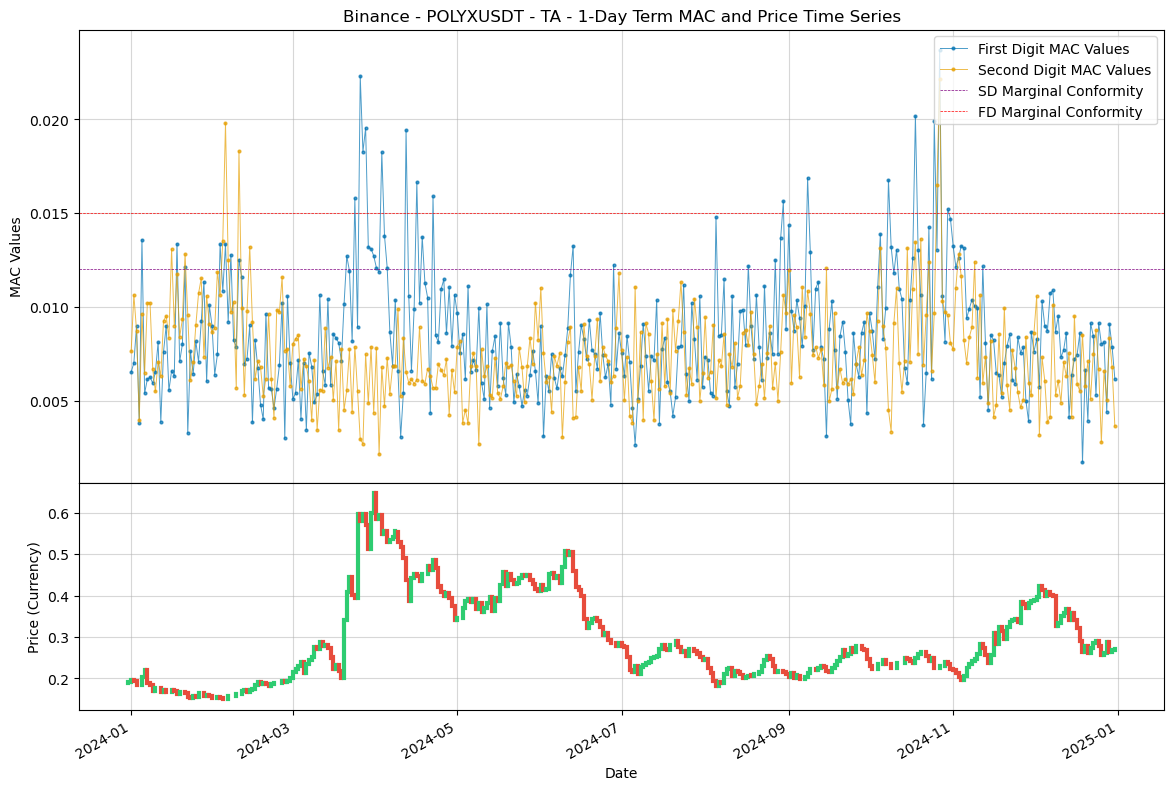 Binance - POLYXUSDT - TA - 1-Day Term MAC and Price Time Series
First Digit MAC Values
Second Digit MAC Values
SD Marginal Conformity
FD Marginal Conformity
MAC Values
0.020
0.015
0.010
0.005
Price (Currency)
0.6
0.5
0.4
0.3
0.2
2024-01
2024-03
2024-05
2024-07
2024-09
2024-11
2025-01
Date